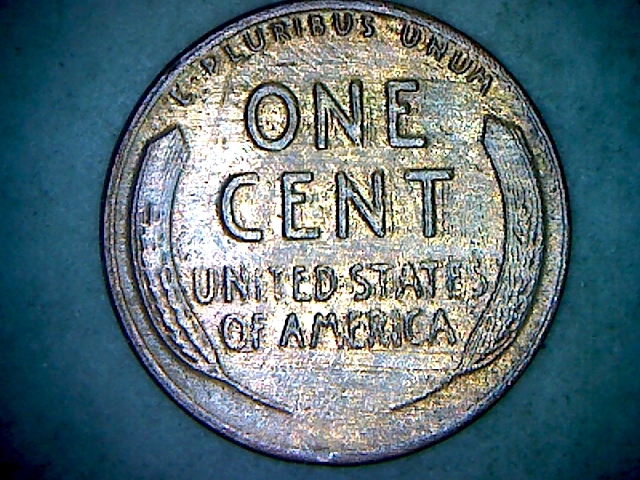 E·PLURIBUS UNUM
ONE
CENT
UNITED·STATES
OF AMERICA